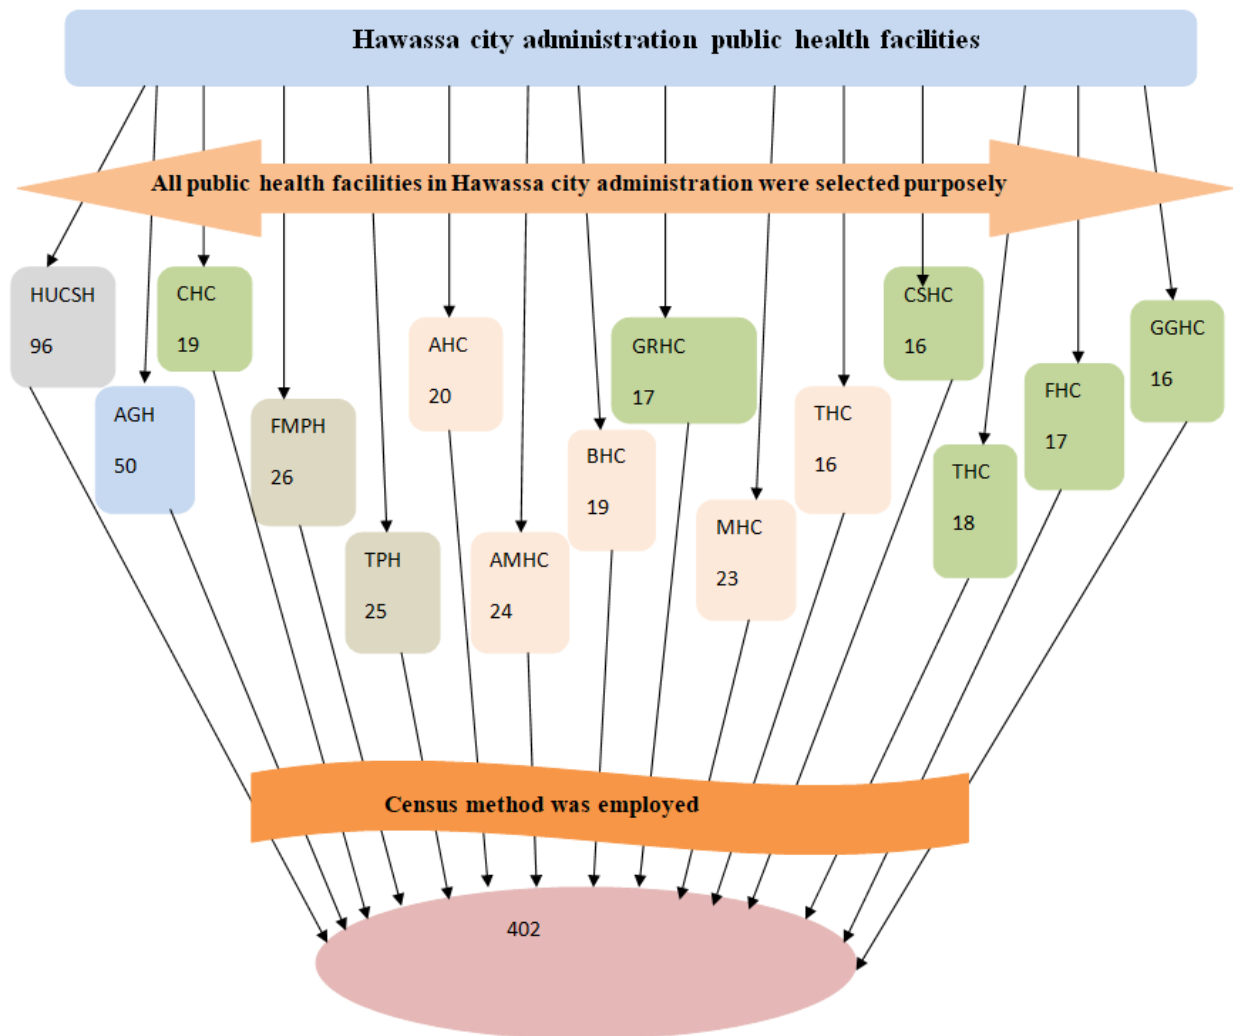 Hawassa city administration public health facilities
All public health facilities in Hawassa city administration were selected purposely
HUCSH
96
AGH
50
CHC
19
FMPH
26
TPH
25
AHC
20
AMHC
24
BHC
19
GRHC
17
MHC
23
THC
16
CSHC
16
THC
18
FHC
17
GGHC
16
Census method was employed
402